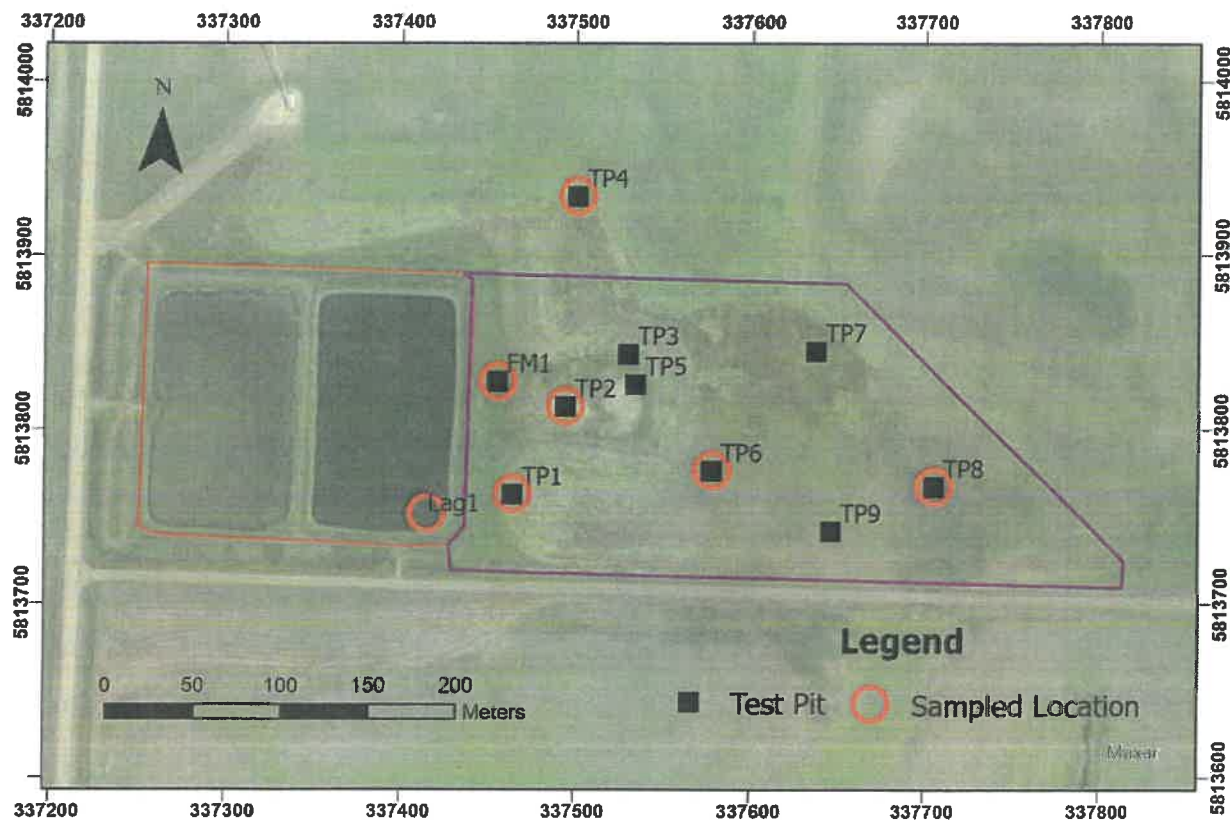 337200 337300 337400 337500 337600 337700 337800
5814000
5814000
N
TP4
5813900
5813900
TP3
TP7
FM1
TP5
TP2
5813800
5813800
TP6
TP1
TP8
Lag1
TP9
5813700
5813700
Legend
0 50 100 150 200
Meters
Test Pit
Sampled Location
Maxar
5813600
337200 337300 337400 337500 337600 337700 337800